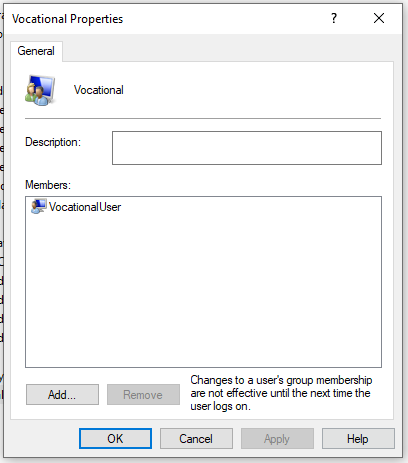 Vocational Properties
?
General
Vocational
Description:
Members:
VocationalUser
Add...
Remove
Changes to a user's group membership
are not effective until the next time the
user logs on.
OK
Cancel
Apply
Help